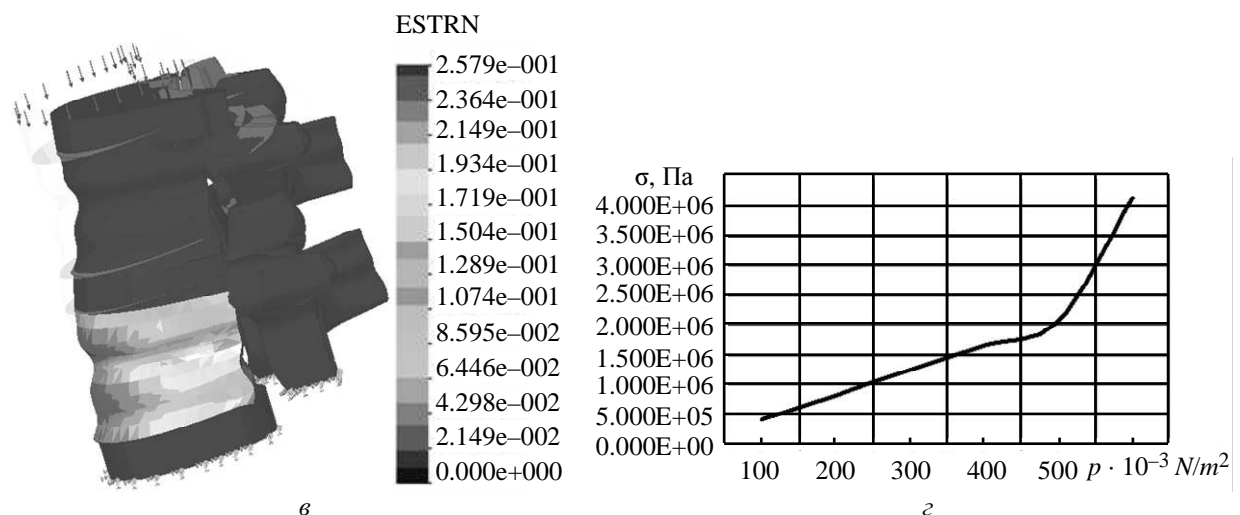 ESTRN
2.579e–001
2.364e–001
2.149e–001
1.934e–001
1.719e–001
1.504e–001
1.289e–001
1.074e–001
8.595e–002
6.446e–002
4.298e–002
2.149e–002
0.000e+000
в
σ, Па
4.000E+06
3.500E+06
3.000E+06
2.500E+06
2.000E+06
1.500E+06
1.000E+06
5.000E+05
0.000E+00
100 200 300 400 500 p · 10⁻³ N/m²
г